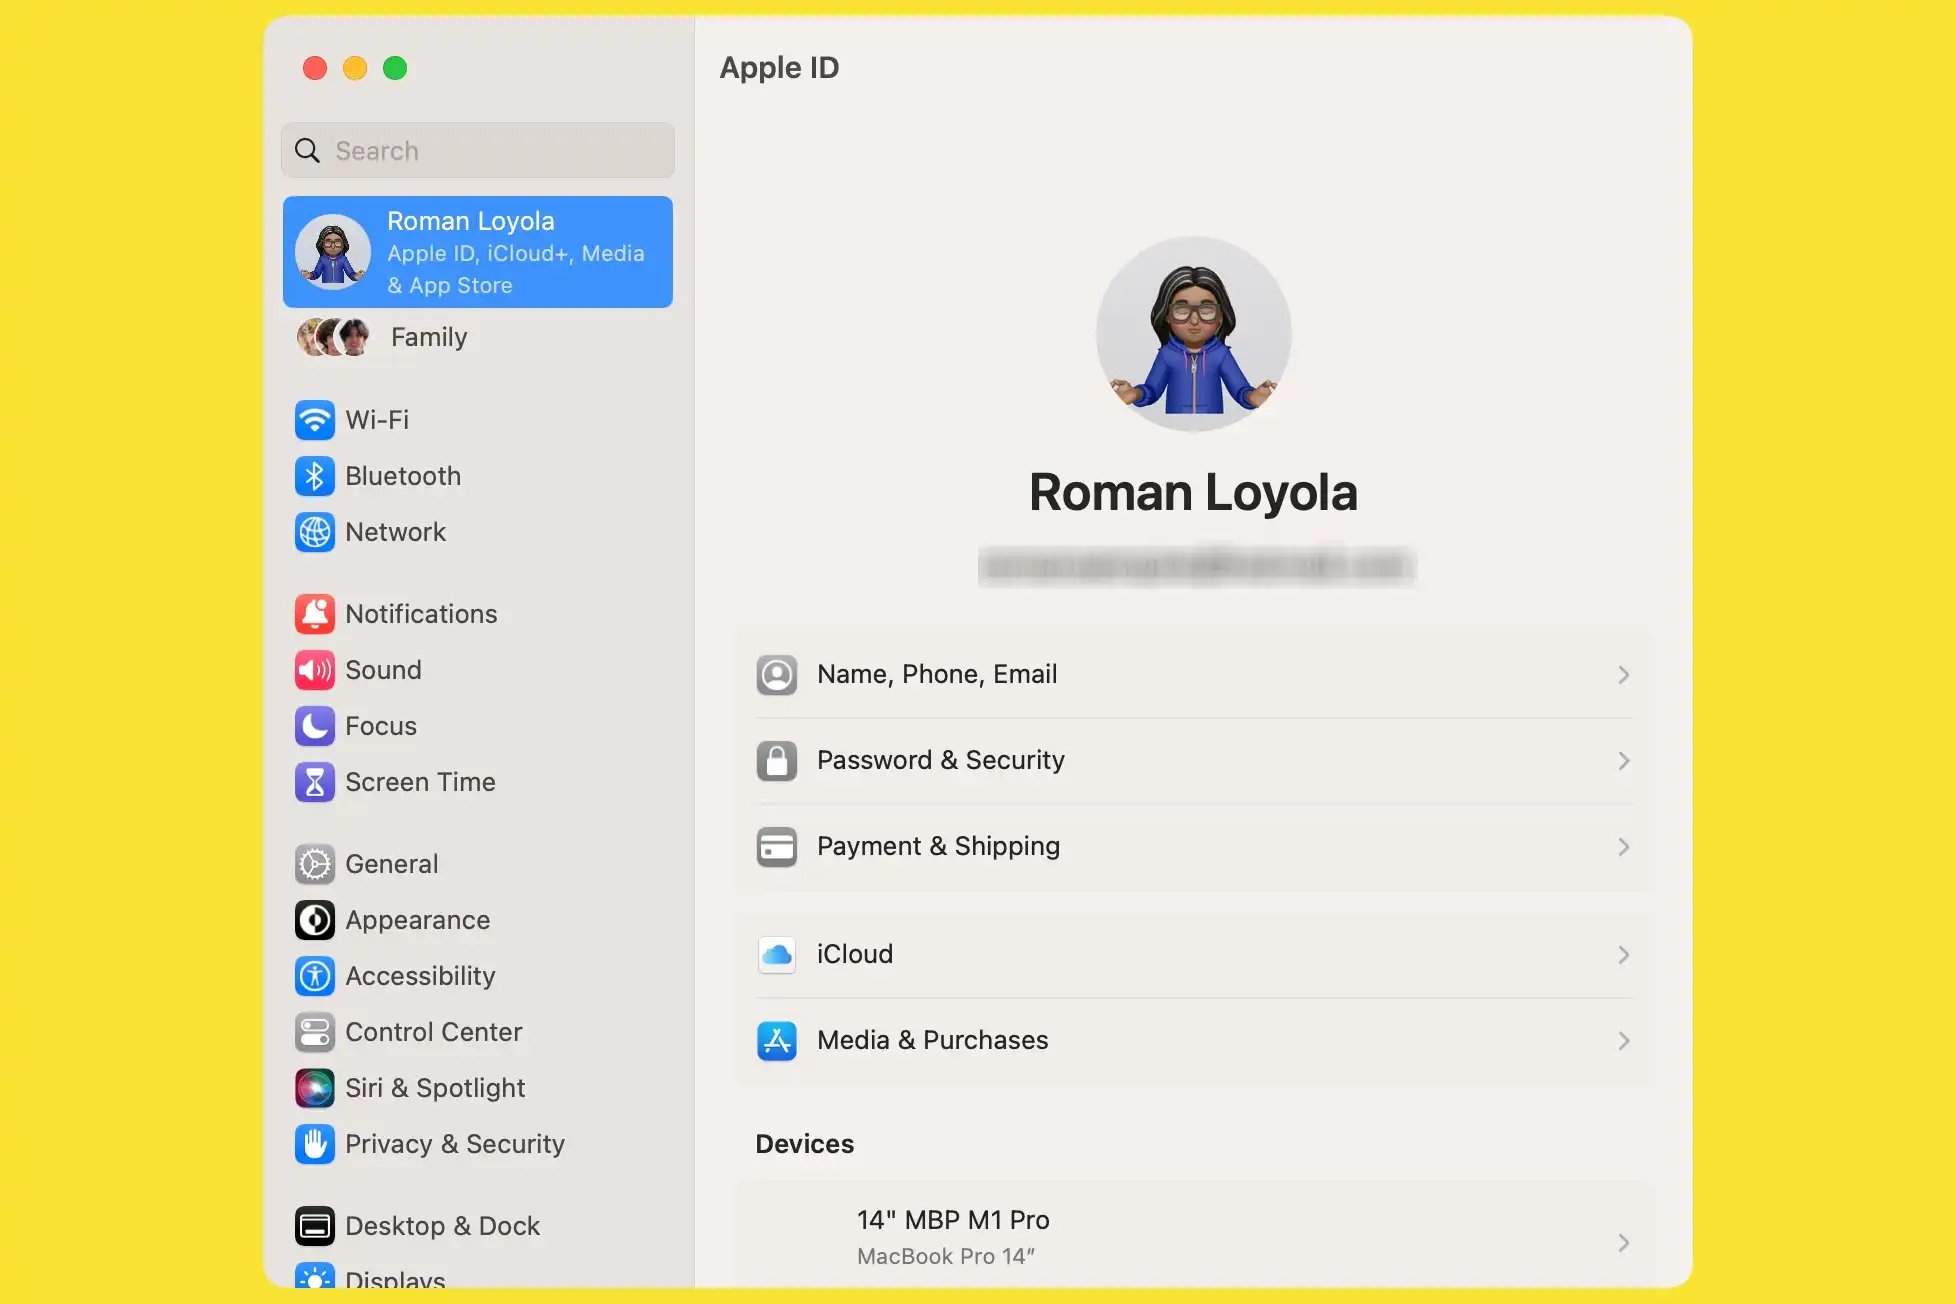 Apple ID
Search
Roman Loyola
Apple ID, iCloud+, Media
& App Store
Family
Wi-Fi
Bluetooth
Network
Notifications
Sound
Focus
Screen Time
General
Appearance
Accessibility
Control Center
Siri & Spotlight
Privacy & Security
Desktop & Dock
Displays
Roman Loyola
Name, Phone, Email
Password & Security
Payment & Shipping
iCloud
Media & Purchases
Devices
14" MBP M1 Pro
MacBook Pro 14″